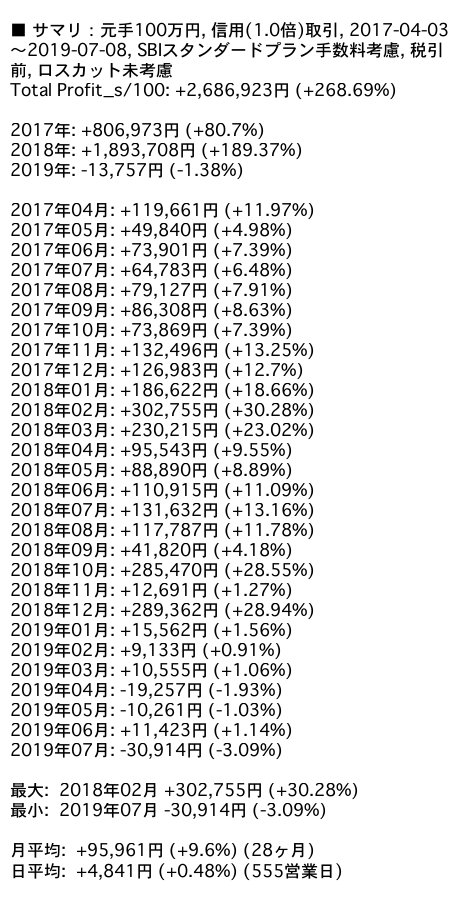 ■ サマリ：元手100万円, 信用(1.0倍)取引, 2017-04-03
～2019-07-08, SBIスタンダードプラン手数料考慮, 税引
前, ロスカット未考慮
Total Profit_s/100: +2,686,923円 (+268.69%)
2017年: +806,973円 (+80.7%)
2018年: +1,893,708円 (+189.37%)
2019年: -13,757円 (-1.38%)
2017年04月: +119,661円 (+11.97%)
2017年05月: +49,840円 (+4.98%)
2017年06月: +73,901円 (+7.39%)
2017年07月: +64,783円 (+6.48%)
2017年08月: +79,127円 (+7.91%)
2017年09月: +86,308円 (+8.63%)
2017年10月: +73,869円 (+7.39%)
2017年11月: +132,496円 (+13.25%)
2017年12月: +126,983円 (+12.7%)
2018年01月: +186,622円 (+18.66%)
2018年02月: +302,755円 (+30.28%)
2018年03月: +230,215円 (+23.02%)
2018年04月: +95,543円 (+9.55%)
2018年05月: +88,890円 (+8.89%)
2018年06月: +110,915円 (+11.09%)
2018年07月: +131,632円 (+13.16%)
2018年08月: +117,787円 (+11.78%)
2018年09月: +41,820円 (+4.18%)
2018年10月: +285,470円 (+28.55%)
2018年11月: +12,691円 (+1.27%)
2018年12月: +289,362円 (+28.94%)
2019年01月: +15,562円 (+1.56%)
2019年02月: +9,133円 (+0.91%)
2019年03月: +10,555円 (+1.06%)
2019年04月: -19,257円 (-1.93%)
2019年05月: -10,261円 (-1.03%)
2019年06月: +11,423円 (+1.14%)
2019年07月: -30,914円 (-3.09%)
最大: 2018年02月 +302,755円 (+30.28%)
最小: 2019年07月 -30,914円 (-3.09%)
月平均: +95,961円 (+9.6%) (28ヶ月)
日平均: +4,841円 (+0.48%) (555営業日)